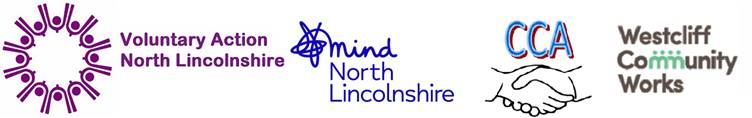 Voluntary Action
North Lincolnshire
mind
North
Lincolnshire
CCA
Westcliff
Community
Works